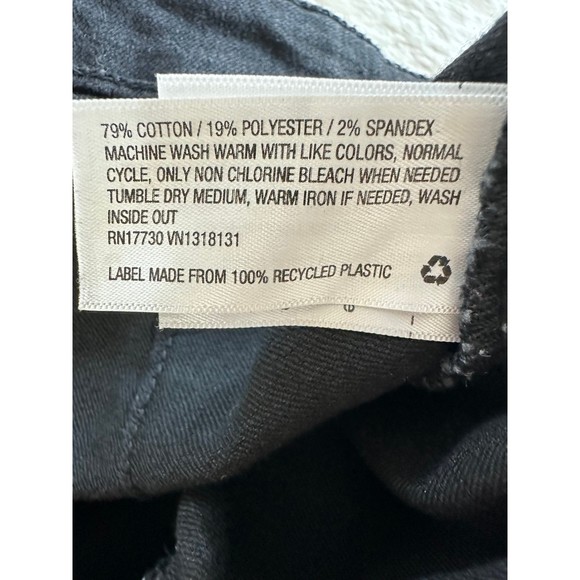 79% COTTON / 19% POLYESTER / 2% SPANDEX
MACHINE WASH WARM WITH LIKE COLORS, NORMAL
CYCLE, ONLY NON CHLORINE BLEACH WHEN NEEDED
TUMBLE DRY MEDIUM, WARM IRON IF NEEDED, WASH
INSIDE OUT
RN17730 VN1318131
LABEL MADE FROM 100% RECYCLED PLASTIC